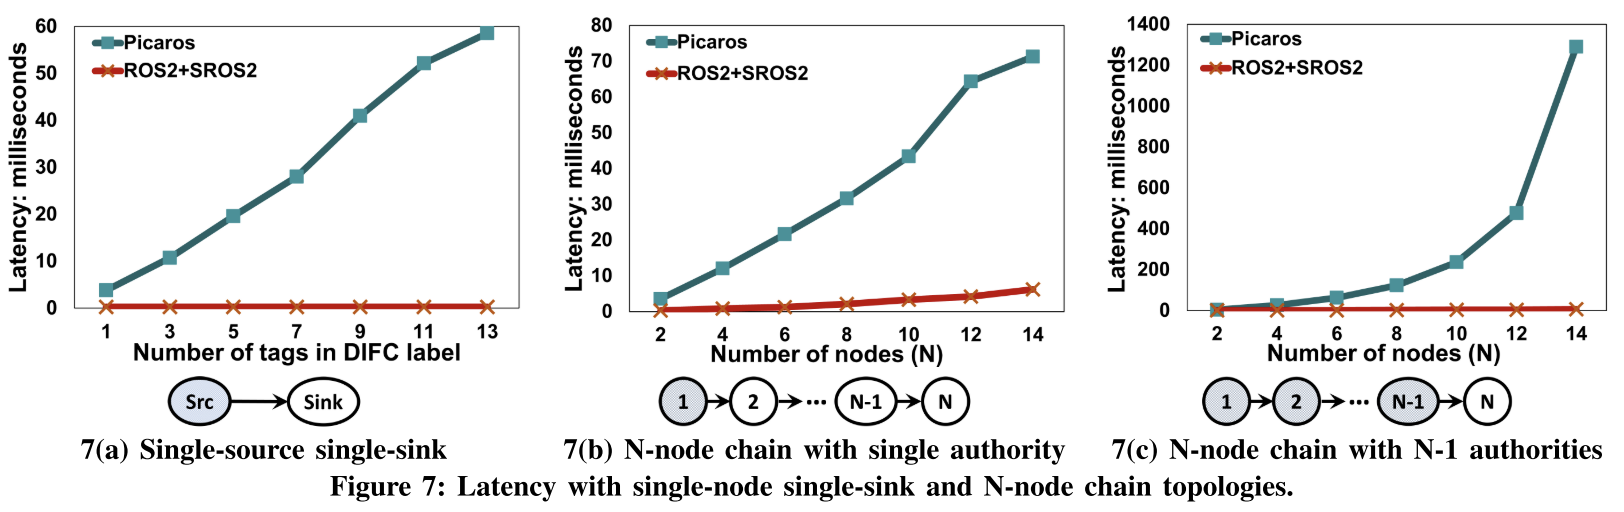 60
50
40
30
20
10
0
Latency: milliseconds
Picaros
ROS2+SROS2
1 3 5 7 9 11 13
Number of tags in DIFC label
Src Sink
7(a) Single-source single-sink
80
70
60
50
40
30
20
10
0
Latency: milliseconds
Picaros
ROS2+SROS2
2 4 6 8 10 12 14
Number of nodes (N)
1 2 ... N-1 N
7(b) N-node chain with single authority
1400
1200
1000
800
600
400
200
0
Latency: milliseconds
Picaros
ROS2+SROS2
2 4 6 8 10 12 14
Number of nodes (N)
1 2 ... N-1 N
7(c) N-node chain with N-1 authorities
Figure 7: Latency with single-node single-sink and N-node chain topologies.